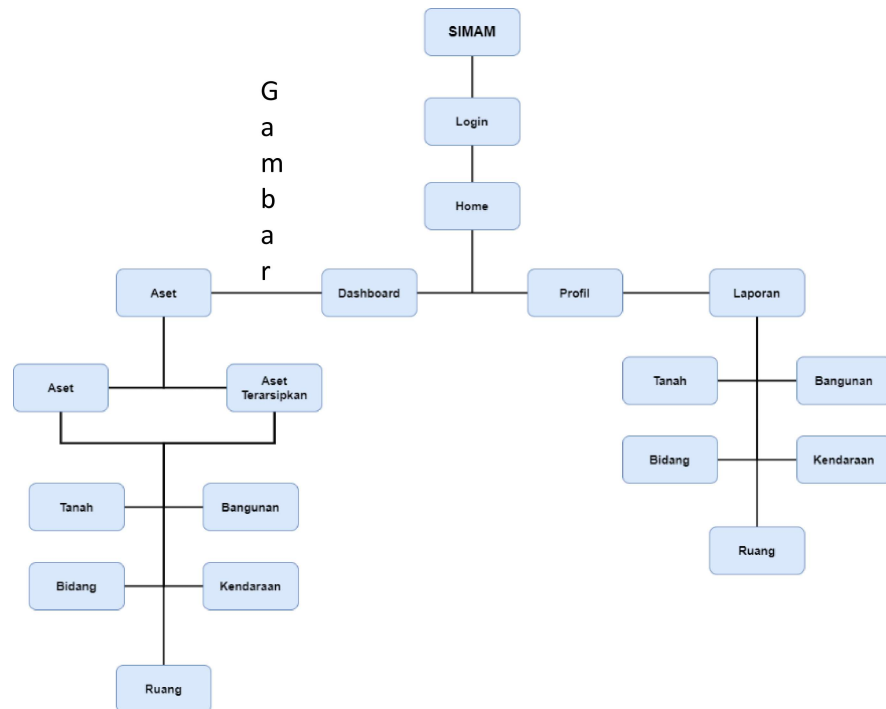 SIMAM
G
a
m
b
a
r
Login
Home
Aset
Dashboard
Profil
Laporan
Aset
Aset
Terarsipkan
Tanah
Bangunan
Bidang
Kendaraan
Ruang
Tanah
Bangunan
Bidang
Kendaraan
Ruang